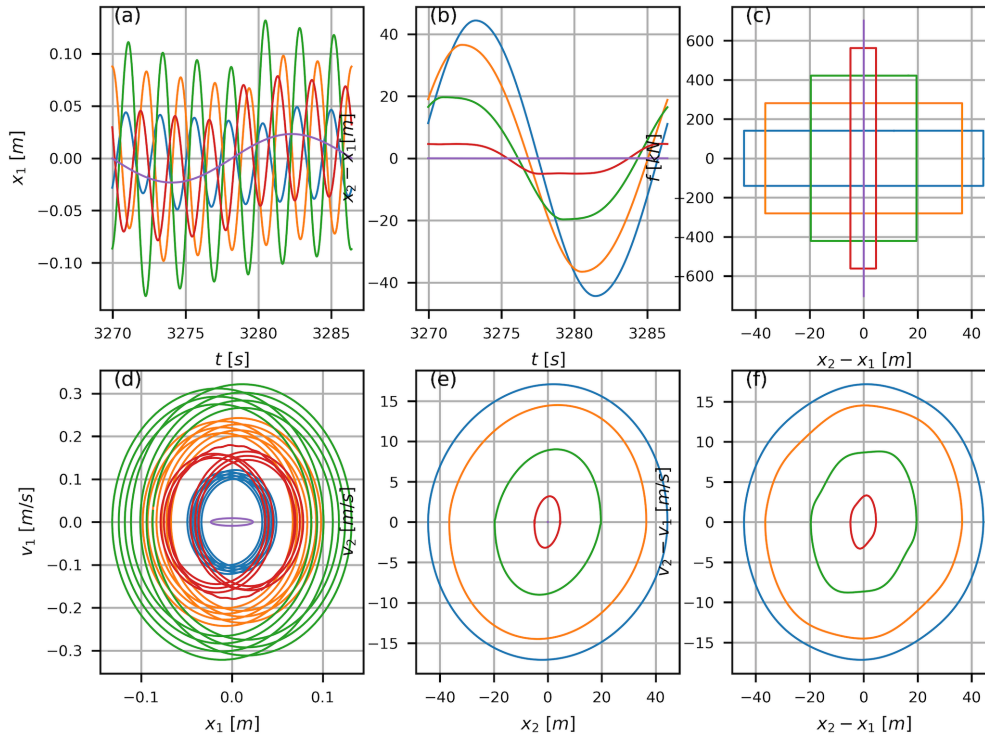 (a)
x₁ [m]
0.10
0.05
0.00
−0.05
−0.10
3270 3275 3280 3285
t [s]
(b)
x₂ − x₁ [m]
40
20
0
−20
−40
3270 3275 3280 3285
t [s]
(c)
f [kN]
600
400
200
0
−200
−400
−600
−40 −20 0 20 40
x₂ − x₁ [m]
(d)
v₁ [m/s]
0.3
0.2
0.1
0.0
−0.1
−0.2
−0.3
−0.1 0.0 0.1
x₁ [m]
(e)
v₂ [m/s]
15
10
5
0
−5
−10
−15
−40 −20 0 20 40
x₂ [m]
(f)
v₂ − v₁ [m/s]
15
10
5
0
−5
−10
−15
−40 −20 0 20 40
x₂ − x₁ [m]